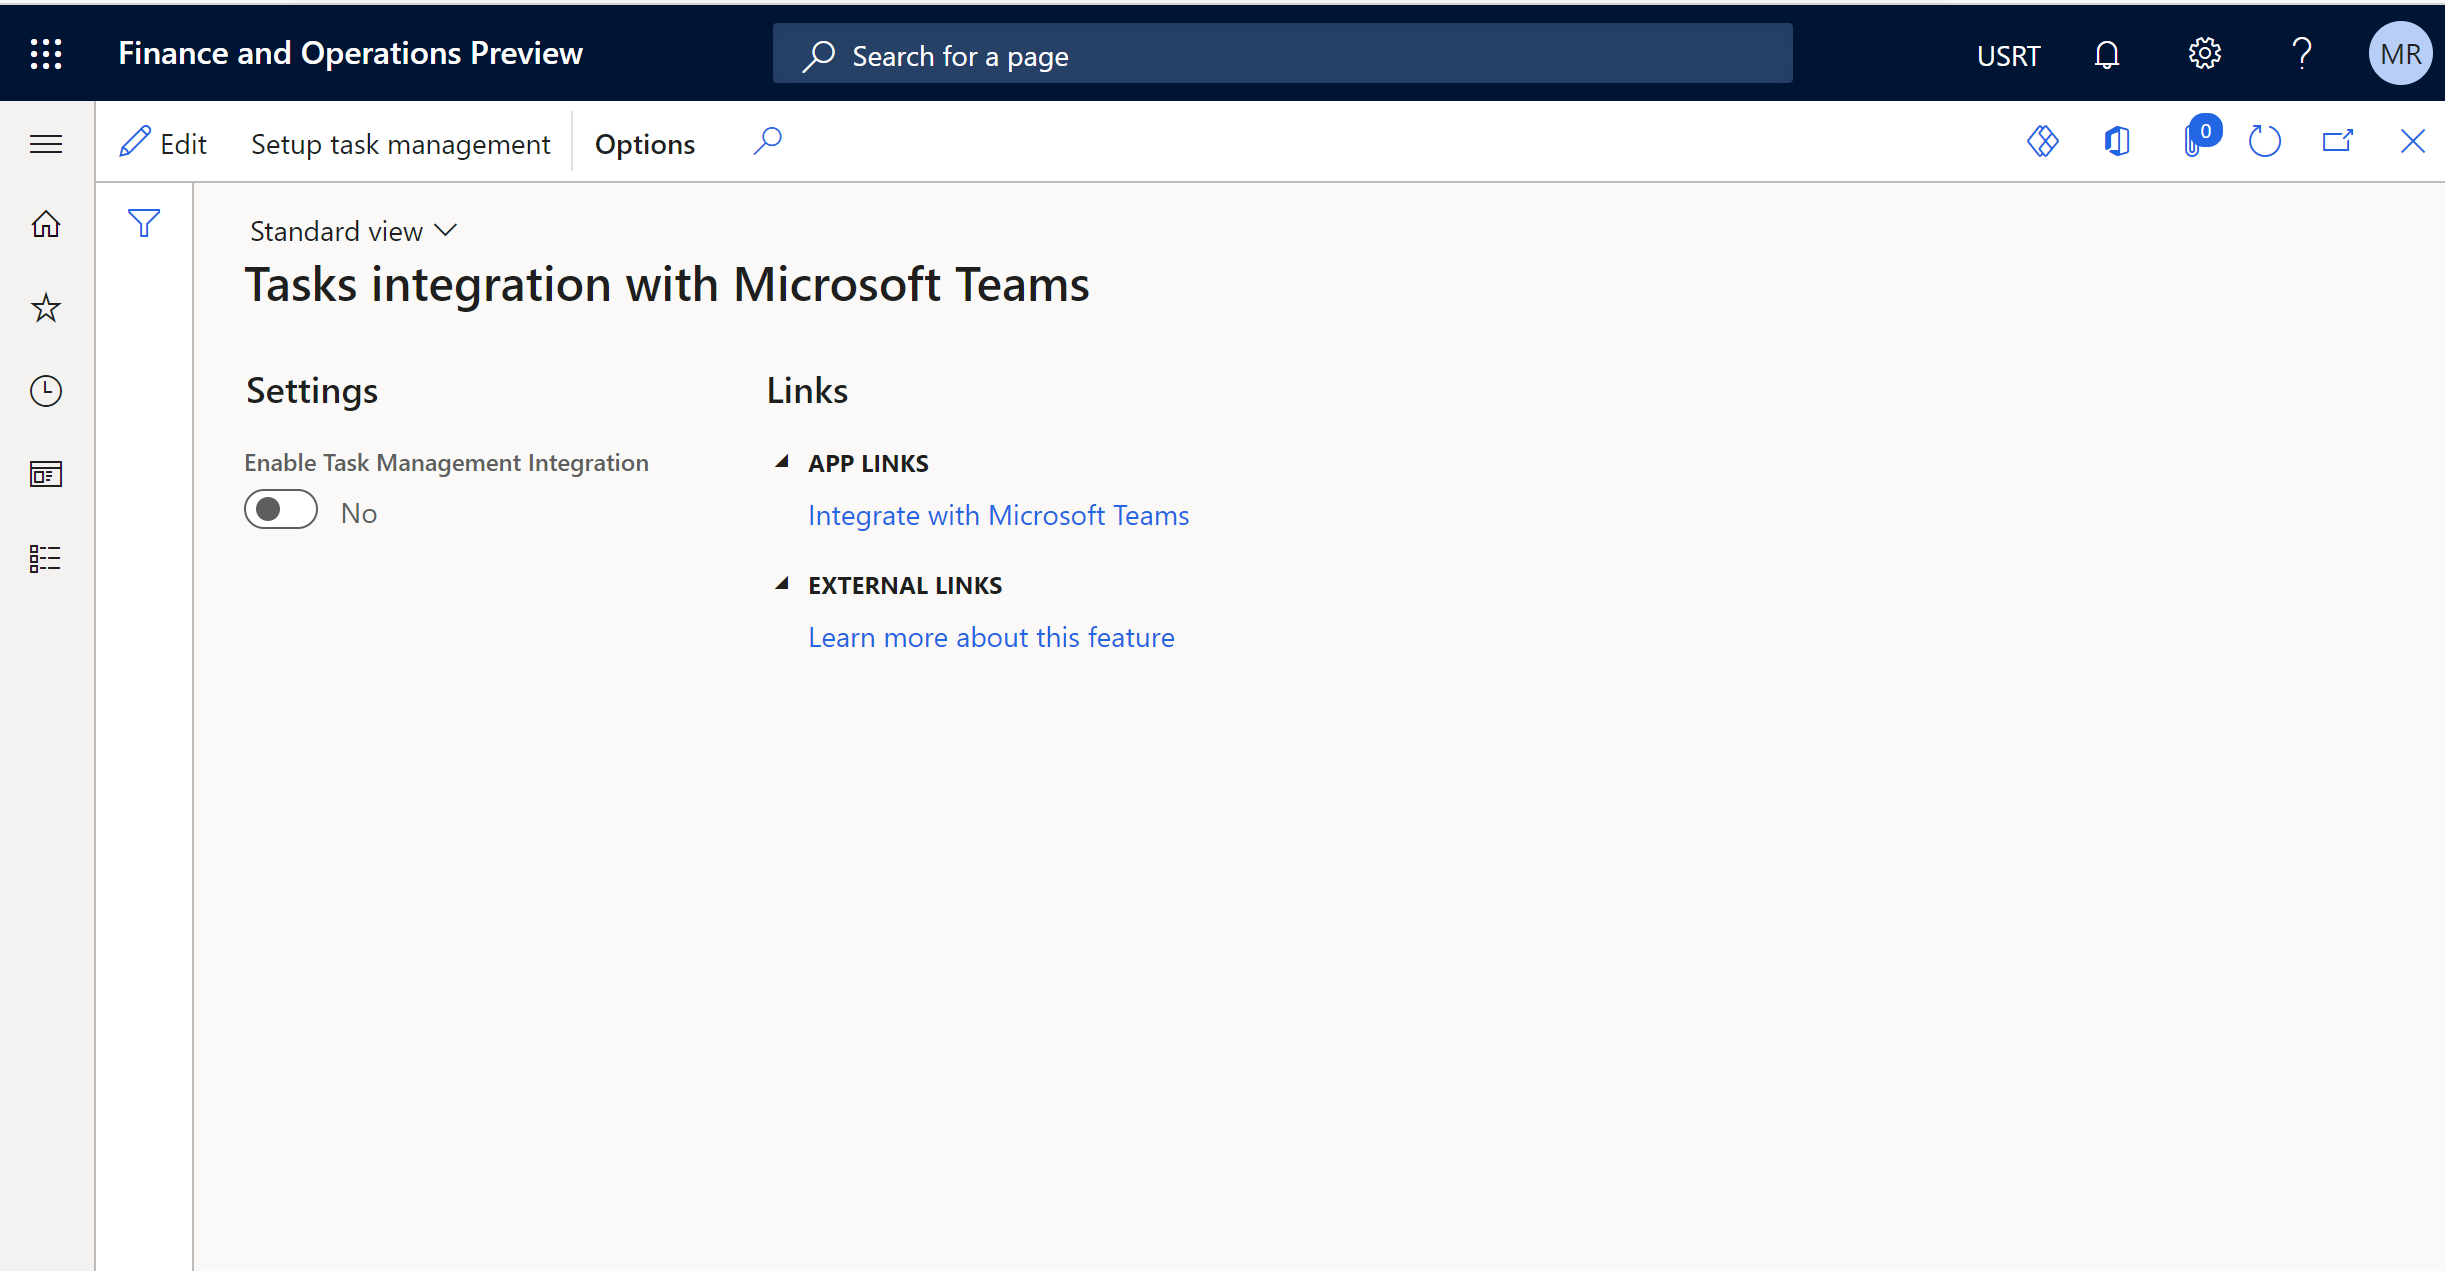 Finance and Operations Preview
Search for a page
USRT
MR
Edit
Setup task management
Options
0
Standard view
Tasks integration with Microsoft Teams
Settings
Links
Enable Task Management Integration
No
APP LINKS
Integrate with Microsoft Teams
EXTERNAL LINKS
Learn more about this feature